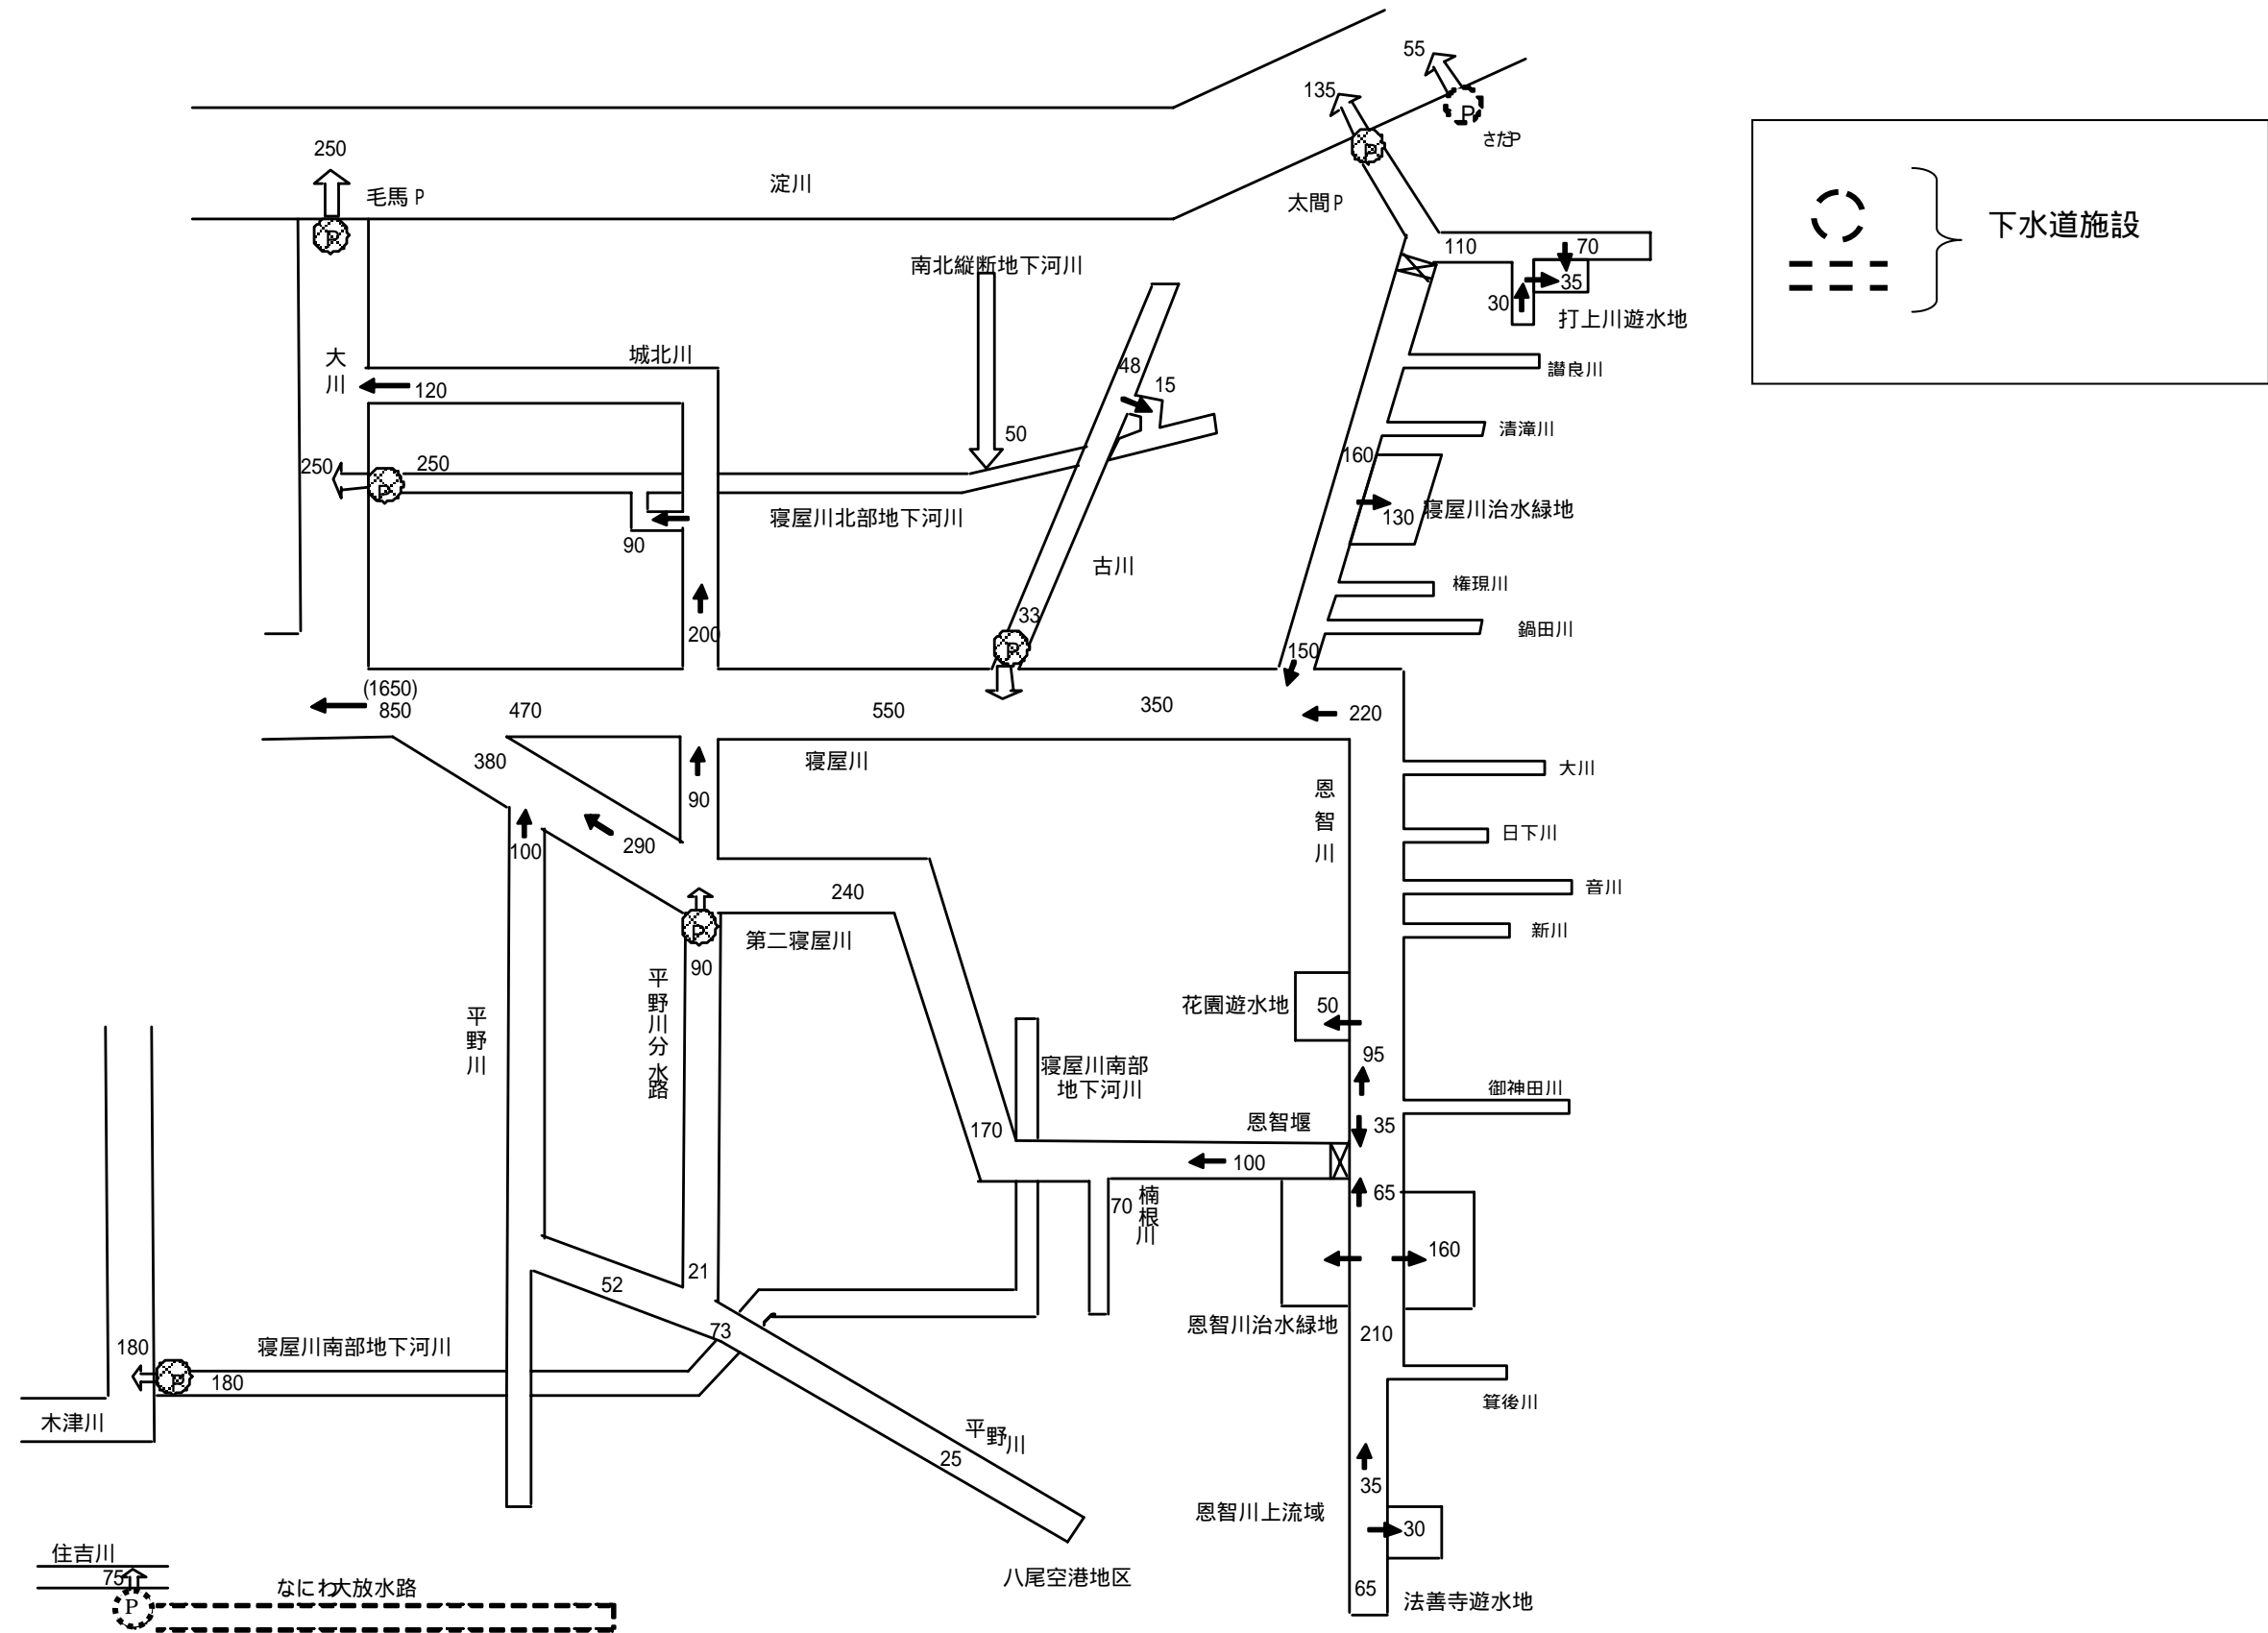 55
135
P
さだP
250
毛馬P
淀川
太間P
P
下水道施設
P
110
70
35
30
打上川遊水地
南北縦断地下河川
大川
城北川
120
48
15
讃良川
清滝川
50
160
250
250
P
130
寝屋川治水緑地
寝屋川北部地下河川
90
古川
権現川
33
200
鍋田川
P
150
(1650)
850
470
550
350
220
380
寝屋川
恩智川
大川
90
日下川
100
290
240
音川
第二寝屋川
新川
P
90
平野川分水路
平野川
花園遊水地
50
95
寝屋川南部
地下河川
御神田川
恩智堰
170
35
100
65
70
楠根川
160
21
52
73
恩智川治水緑地
210
180
寝屋川南部地下河川
P
180
箕後川
木津川
平野川
25
35
恩智川上流域
30
住吉川
75
なにわ大放水路
P
八尾空港地区
65
法善寺遊水地